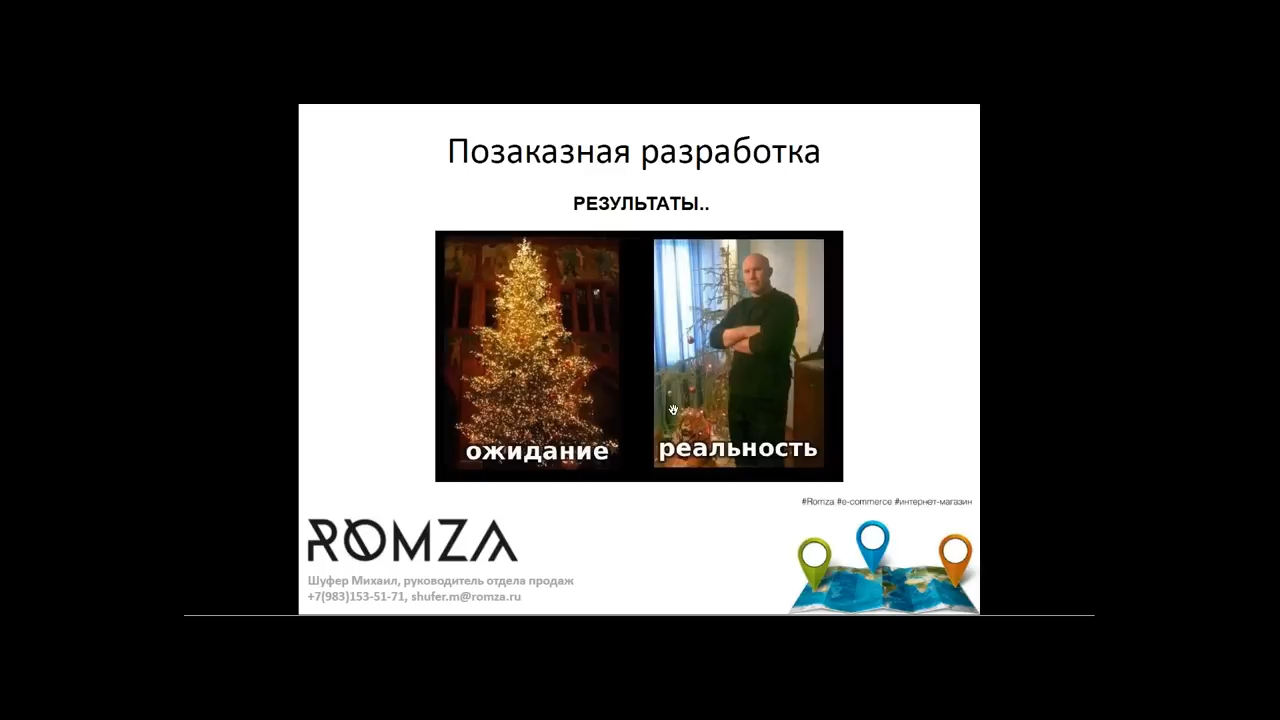 Позаказная разработка
РЕЗУЛЬТАТЫ..
ожидание
реальность
#Romza #e-commerce #интернет-магазин
ROMZA
Шуфер Михаил, руководитель отдела продаж
+7(983)153-51-71, shufer.m@romza.ru